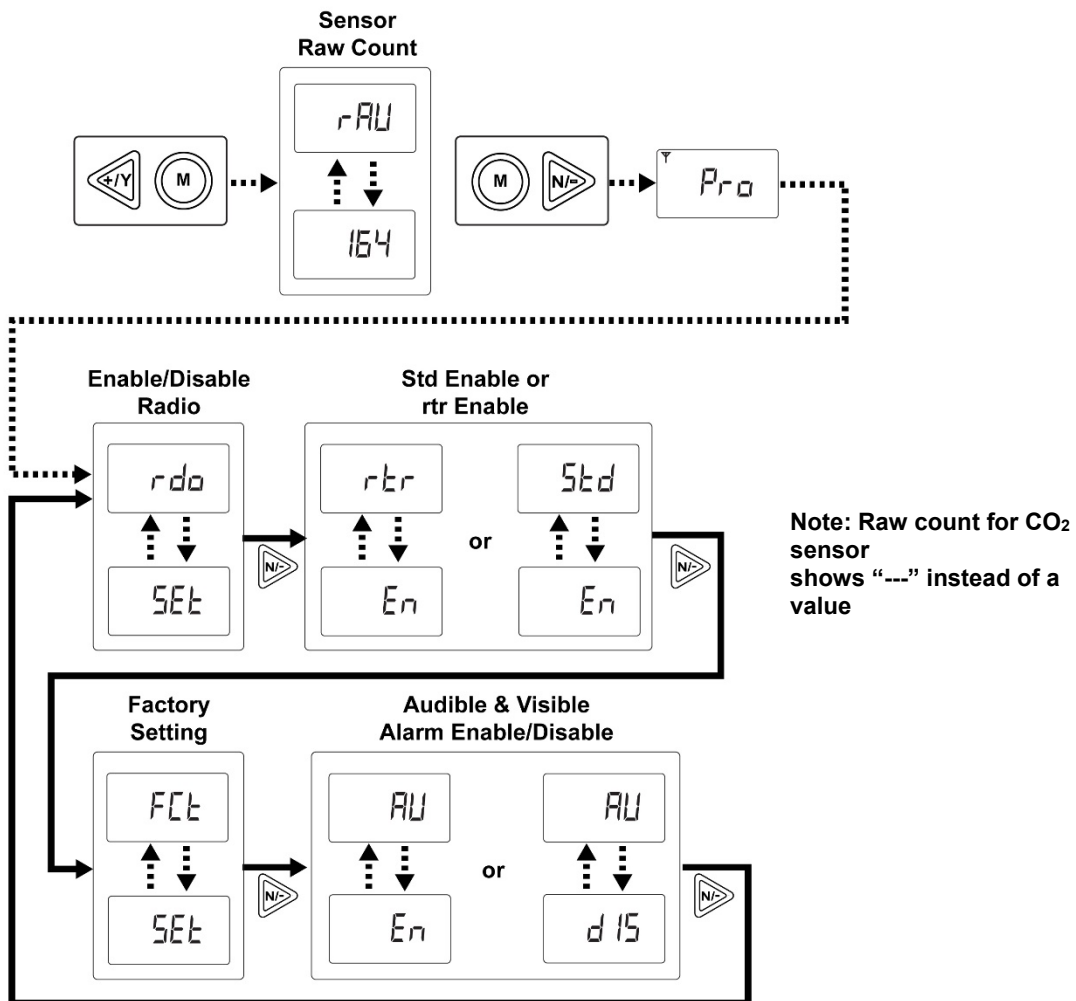 Sensor
Raw Count
rAU
+/Y M
M N/-
Pro
164
Enable/Disable
Radio
Std Enable or
rtr Enable
rdo
rtr
Std
or
N/-
N/-
SEt
En
En
Note: Raw count for CO₂
sensor
shows “---” instead of a
value
Factory
Setting
Audible & Visible
Alarm Enable/Disable
FCt
AU
AU
or
N/-
N/-
SEt
En
dIS